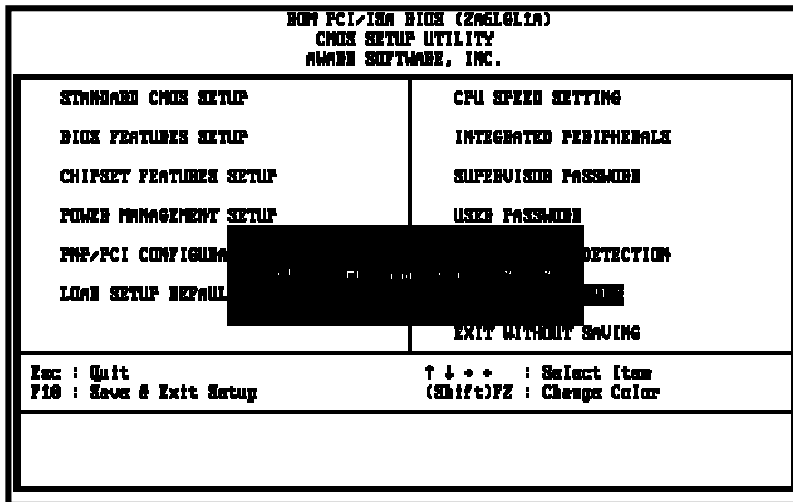 ROM PCI/ISA BIOS (2A6LGL1A)
CMOS SETUP UTILITY
AWARD SOFTWARE, INC.
STANDARD CMOS SETUP
BIOS FEATURES SETUP
CHIPSET FEATURES SETUP
POWER MANAGEMENT SETUP
PNP/PCI CONFIGURA
LOAD SETUP DEFAUL
CPU SPEED SETTING
INTEGRATED PERIPHERALS
SUPERVISOR PASSWORD
USER PASSWORD
DETECTION
EXIT WITHOUT SAVING
Esc : Quit
F10 : Save & Exit Setup
↑ ↓ → ← : Select Item
(Shift)F2 : Change Color